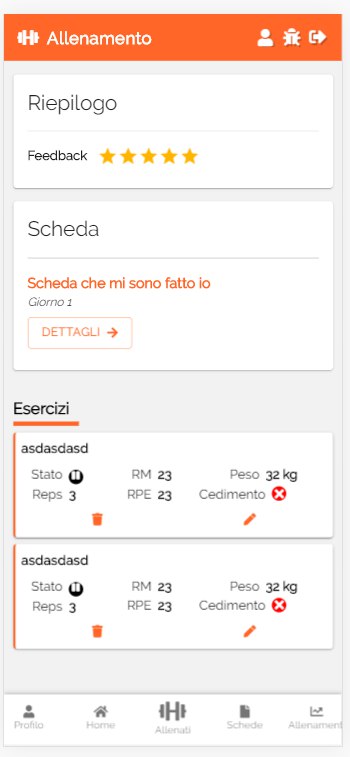 Allenamento
Riepilogo
Feedback
Scheda
Scheda che mi sono fatto io
Giorno 1
DETTAGLI
Esercizi
asdasdasd
Stato RM 23 Peso 32 kg
Reps 3 RPE 23 Cedimento
asdasdasd
Stato RM 23 Peso 32 kg
Reps 3 RPE 23 Cedimento
Profilo Home Allenati Schede Allenament